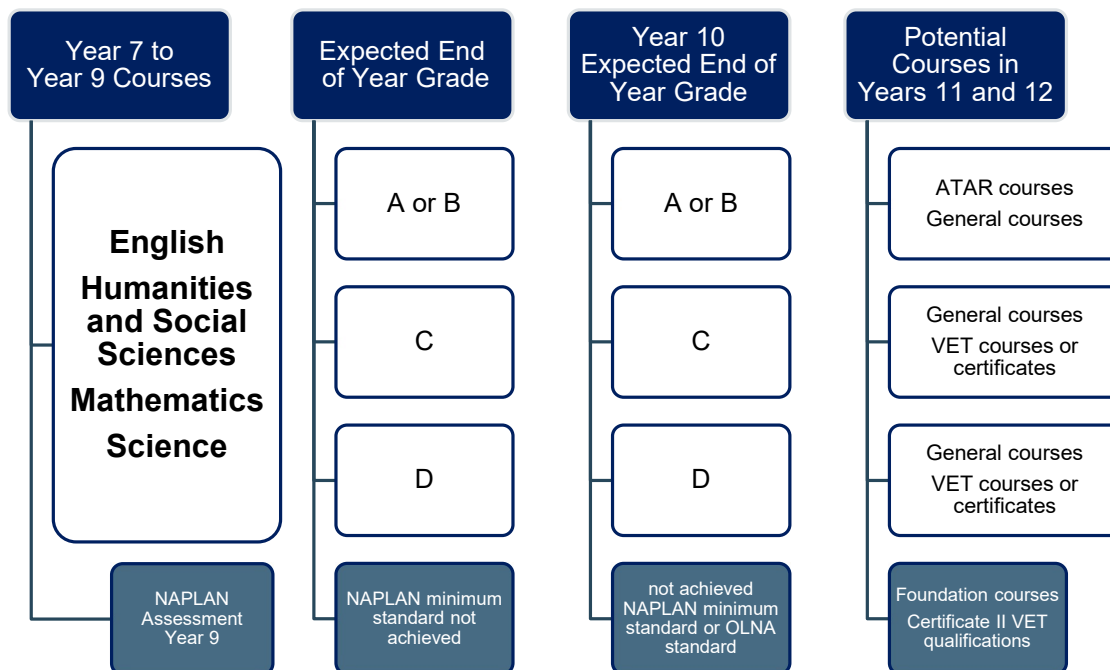 Year 7 to
Year 9 Courses
English
Humanities
and Social
Sciences
Mathematics
Science
NAPLAN
Assessment
Year 9
Expected End
of Year Grade
A or B
C
D
NAPLAN minimum
standard not
achieved
Year 10
Expected End of
Year Grade
A or B
C
D
not achieved
NAPLAN minimum
standard or OLNA
standard
Potential
Courses in
Years 11 and 12
ATAR courses
General courses
General courses
VET courses or
certificates
General courses
VET courses or
certificates
Foundation courses
Certificate II VET
qualifications